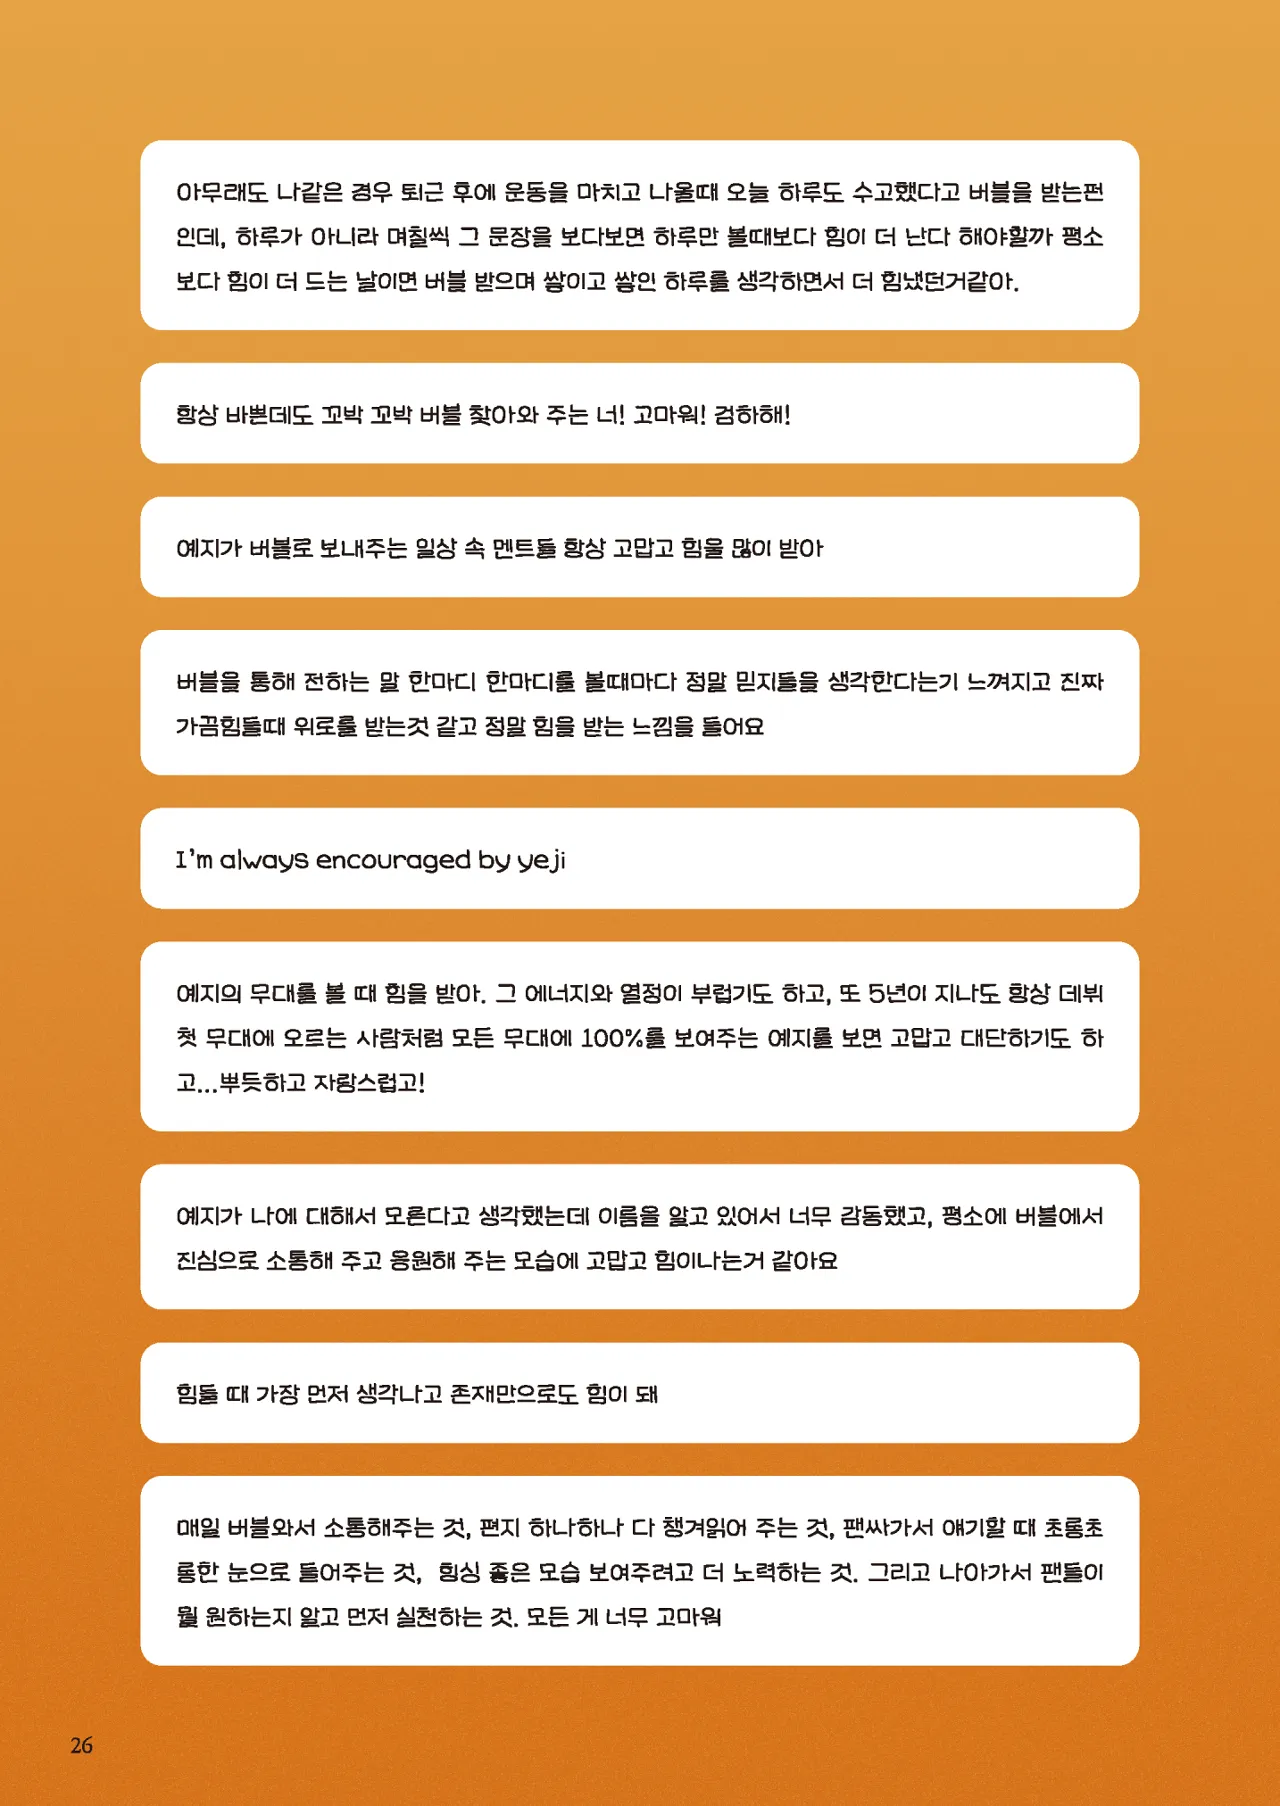 아무래도 나같은 경우 퇴근 후에 운동을 마치고 나올때 오늘 하루도 수고했다고 버블을 받는편
인데, 하루가 아니라 며칠씩 그 문장을 보다보면 하루만 볼때보다 힘이 더 난다 해야할까 평소
보다 힘이 더 드는 날이면 버블 받으며 쌓이고 쌓인 하루를 생각하면서 더 힘냈던거같아.
항상 바쁜데도 꼬박 꼬박 버블 찾아와 주는 너! 고마워! 검하해!
예지가 버블로 보내주는 일상 속 멘트들 항상 고맙고 힘울 많이 받아
버블을 통해 전하는 말 한마디 한마디를 볼때마다 정말 믿지들을 생각한다는기 느껴지고 진짜
가끔힘들때 위로를 받는것 같고 정말 힘을 받는 느낌을 들어요
I'm always encouraged by yeji
예지의 무대를 볼 때 힘을 받아. 그 에너지와 열정이 부럽기도 하고, 또 5년이 지나도 항상 데뷔
첫 무대에 오르는 사람처럼 모든 무대에 100%를 보여주는 예지를 보면 고맙고 대단하기도 하
고...뿌듯하고 자랑스럽고!
예지가 나에 대해서 모른다고 생각했는데 이름을 알고 있어서 너무 감동했고, 평소에 버블에서
진심으로 소통해 주고 응원해 주는 모습에 고맙고 힘이나는거 같아요
힘들 때 가장 먼저 생각나고 존재만으로도 힘이 돼
매일 버블와서 소통해주는 것, 편지 하나하나 다 챙겨읽어 주는 것, 팬싸가서 얘기할 때 초롱초
롱한 눈으로 들어주는 것, 힝싱 좋은 모습 보여주려고 더 노력하는 것. 그리고 나아가서 팬들이
뭘 원하는지 알고 먼저 실천하는 것. 모든 게 너무 고마워
26